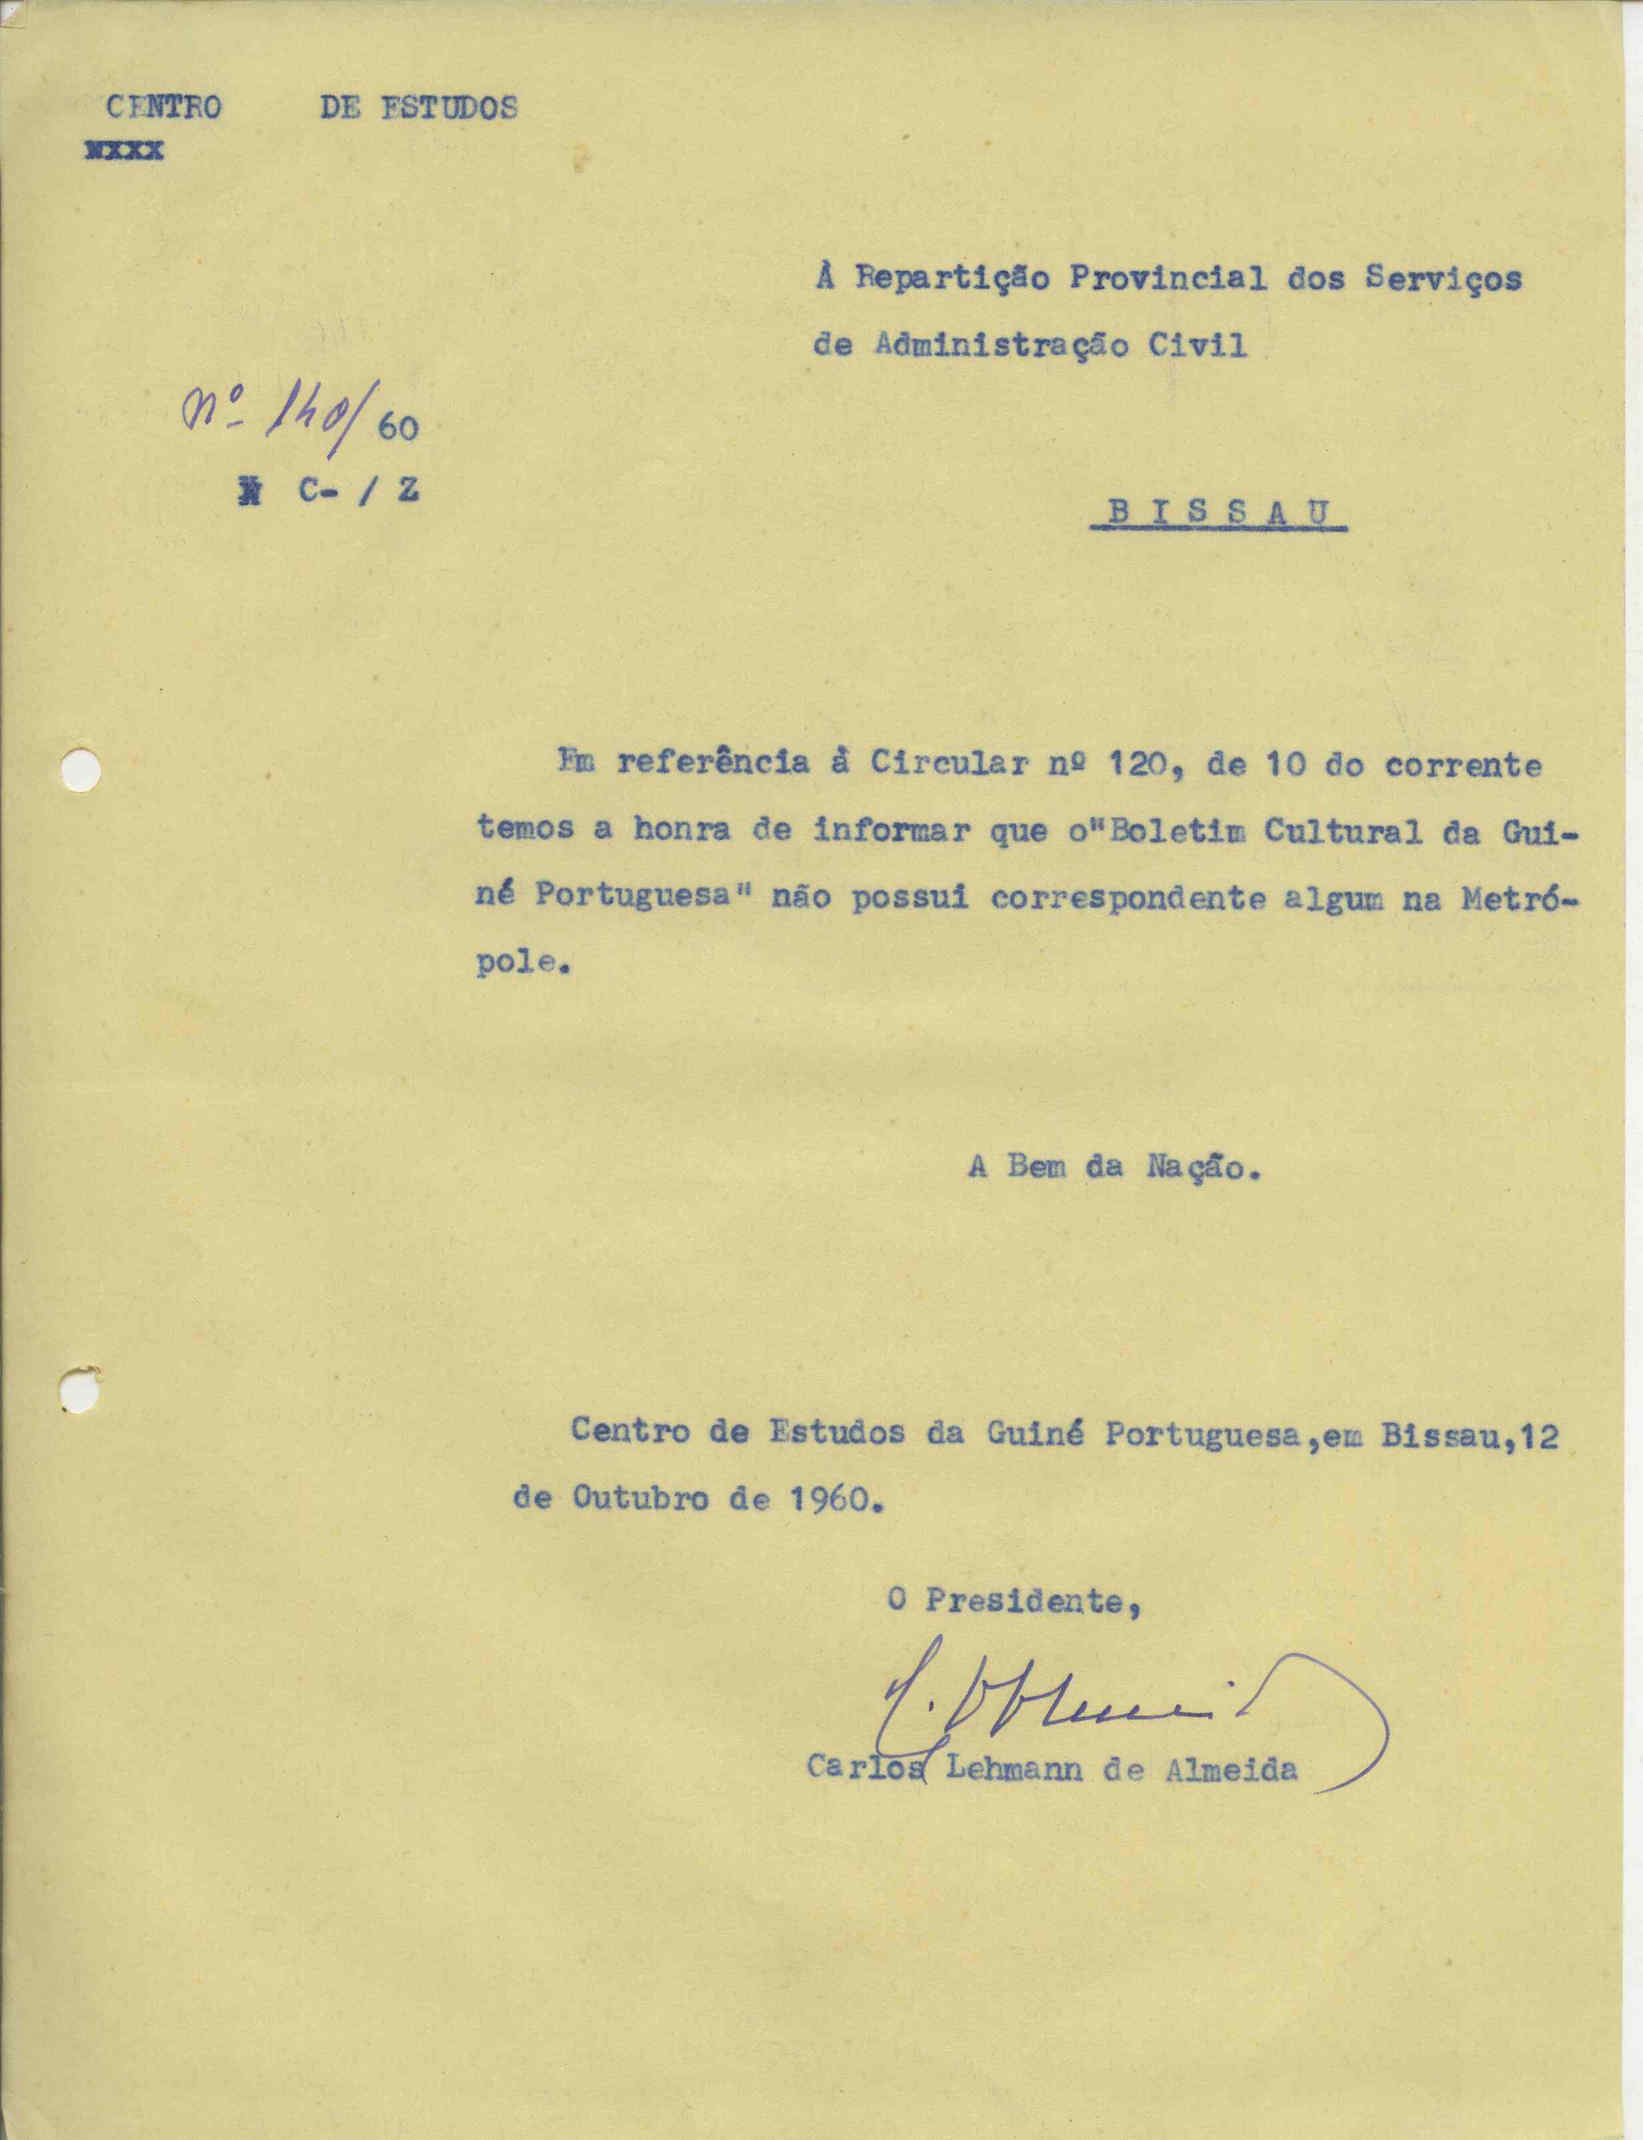 CENTRO DE ESTUDOS
À Repartição Provincial dos Serviços
de Administração Civil
Nº 140/60
C- / Z
BISSAU
Em referência à Circular nº 120, de 10 do corrente
temos a honra de informar que o"Boletim Cultural da Gui-
né Portuguesa" não possui correspondente algum na Metró-
pole.
A Bem da Nação.
Centro de Estudos da Guiné Portuguesa,em Bissau,12
de Outubro de 1960.
O Presidente,
Carlos Lehmann de Almeida